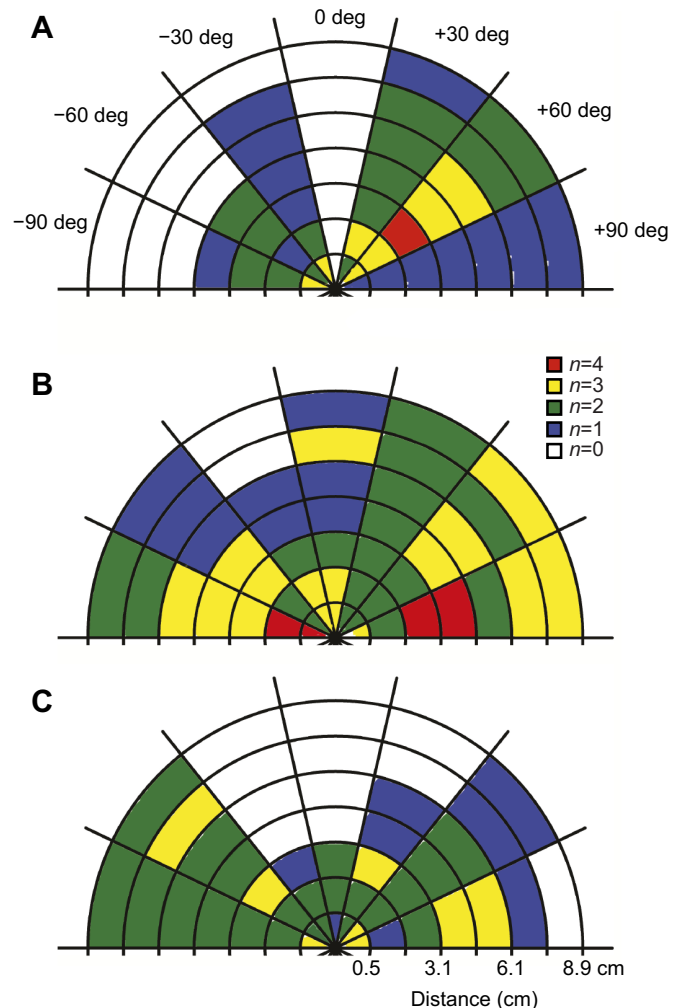 A
0 deg
−30 deg
+30 deg
−60 deg
+60 deg
−90 deg
+90 deg
B
n=4
n=3
n=2
n=1
n=0
C
0.5 3.1 6.1 8.9 cm
Distance (cm)